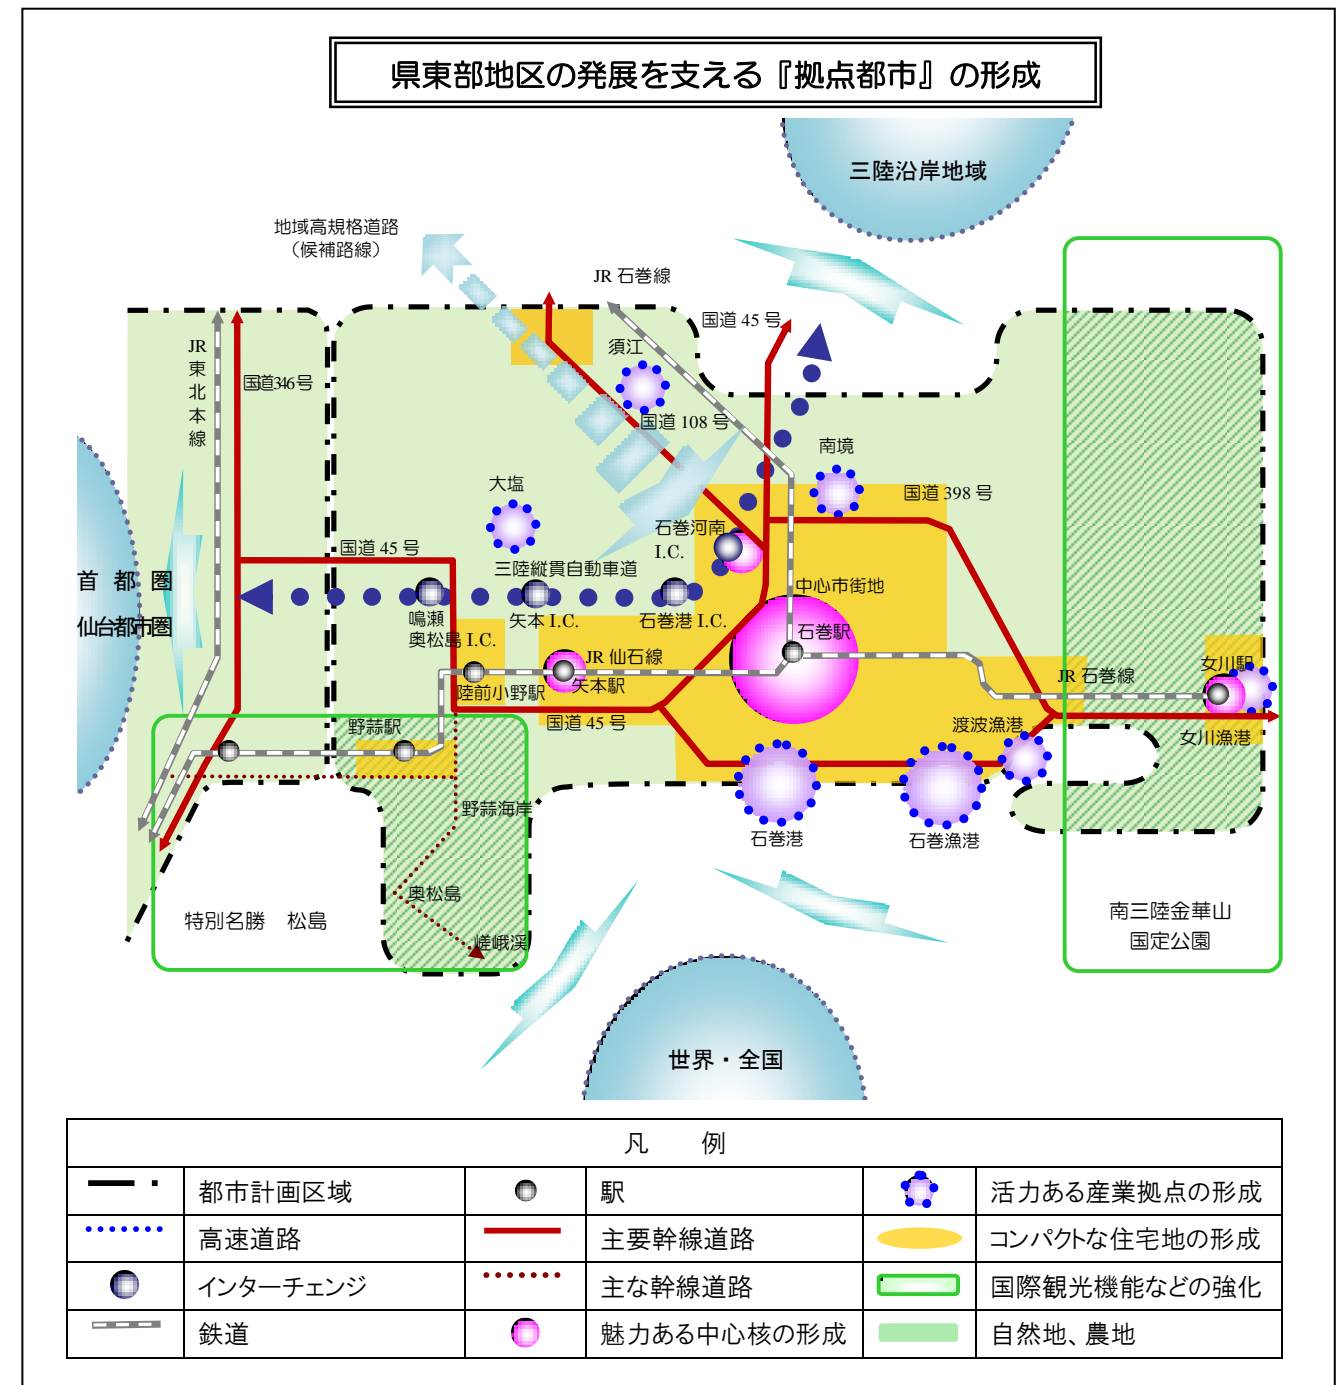 県東部地区の発展を支える『拠点都市』の形成
三陸沿岸地域
地域高規格道路
（候補路線）
JR 石巻線
国道 45 号
JR
東
北
本
線
国道346号
須江
国道 108 号
南境
大塩
国道 398 号
石巻河南
I.C.
国道 45 号
三陸縦貫自動車道
中心市街地
首 都 圏
仙台都市圏
鳴瀬
奥松島 I.C.
矢本 I.C.
石巻港 I.C.
石巻駅
JR 仙石線
女川駅
陸前小野駅
矢本駅
JR 石巻線
野蒜駅
国道 45 号
渡波漁港
女川漁港
野蒜海岸
石巻港
石巻漁港
奥松島
特別名勝　松島
嵯峨渓
南三陸金華山
国定公園
世界・全国
凡　例
都市計画区域
駅
活力ある産業拠点の形成
高速道路
主要幹線道路
コンパクトな住宅地の形成
インターチェンジ
主な幹線道路
国際観光機能などの強化
鉄道
魅力ある中心核の形成
自然地、農地